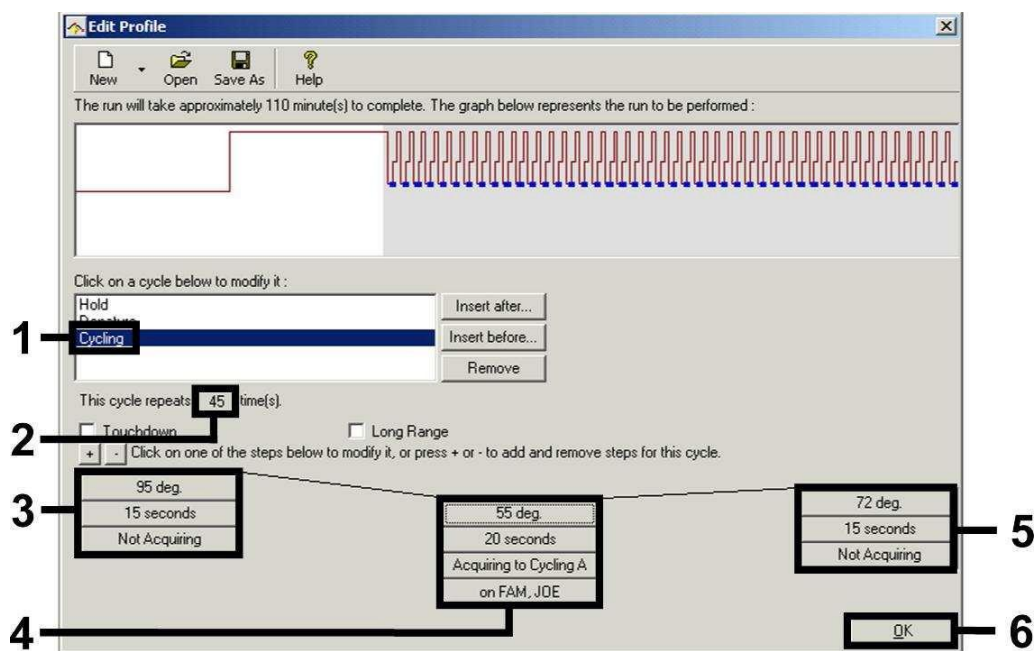 Edit Profile
New Open Save As Help
The run will take approximately 110 minute(s) to complete. The graph below represents the run to be performed :
Click on a cycle below to modify it :
Hold
Insert after...
1
Cycling
Insert before...
Remove
This cycle repeats 45 time(s).
2
Touchdown
Long Range
+ - Click on one of the steps below to modify it, or press + or - to add and remove steps for this cycle.
3
95 deg.
15 seconds
Not Acquiring
55 deg.
20 seconds
Acquiring to Cycling A
on FAM, JOE
72 deg.
15 seconds
Not Acquiring
5
4
OK
6